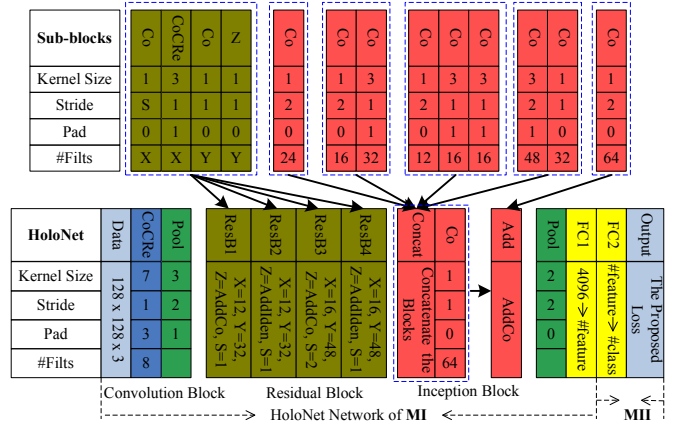 Sub-blocks Co CoCRe Co Z Co Co Co Co Co Co Co Co Co
Kernel Size 1 3 1 1 1 1 3 1 3 3 3 1 1
Stride S 1 1 1 2 2 1 2 1 1 2 2 2
Pad 0 1 0 0 0 0 1 0 1 1 1 0 0
#Filts X X Y Y 24 16 32 12 16 16 48 32 64
HoloNet Data CoCRe Pool ResB1 ResB2 ResB3 ResB4 Concat Co Add Pool FC1 FC2 Output
Kernel Size 7 3 1 2
Stride 1 2 1 2
Pad 3 1 0 0
#Filts 8 64
128 x 128 x 3
X=12, Y=32,
Z=AddCo, S=1
X=12, Y=32,
Z=AddIden, S=1
X=16, Y=48,
Z=AddCo, S=2
X=16, Y=48,
Z=AddIden, S=1
Concatenate the
Blocks
AddCo
4096 -> #feature
#feature -> #class
The Proposed
Loss
Convolution Block Residual Block Inception Block
HoloNet Network of MI MII